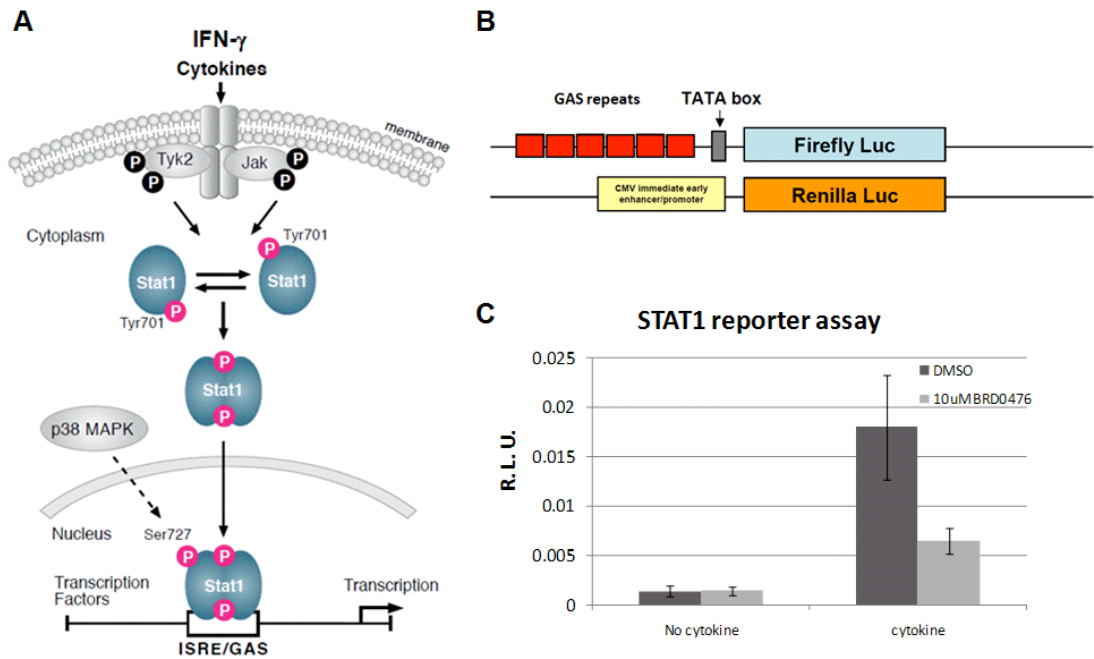 A
IFN-γ
Cytokines
membrane
P
P
Tyk2
Jak
P
P
Cytoplasm
Tyr701
P
Stat1
Stat1
P
Tyr701
P
Stat1
P
p38 MAPK
Nucleus
Ser727
P
P
Stat1
P
Transcription
Factors
Transcription
ISRE/GAS
B
GAS repeats
TATA box
Firefly Luc
CMV immediate early
enhancer/promoter
Renilla Luc
C
STAT1 reporter assay
R. L. U.
0.025
0.02
0.015
0.01
0.005
0
DMSO
10uMBRD0476
No cytokine
cytokine